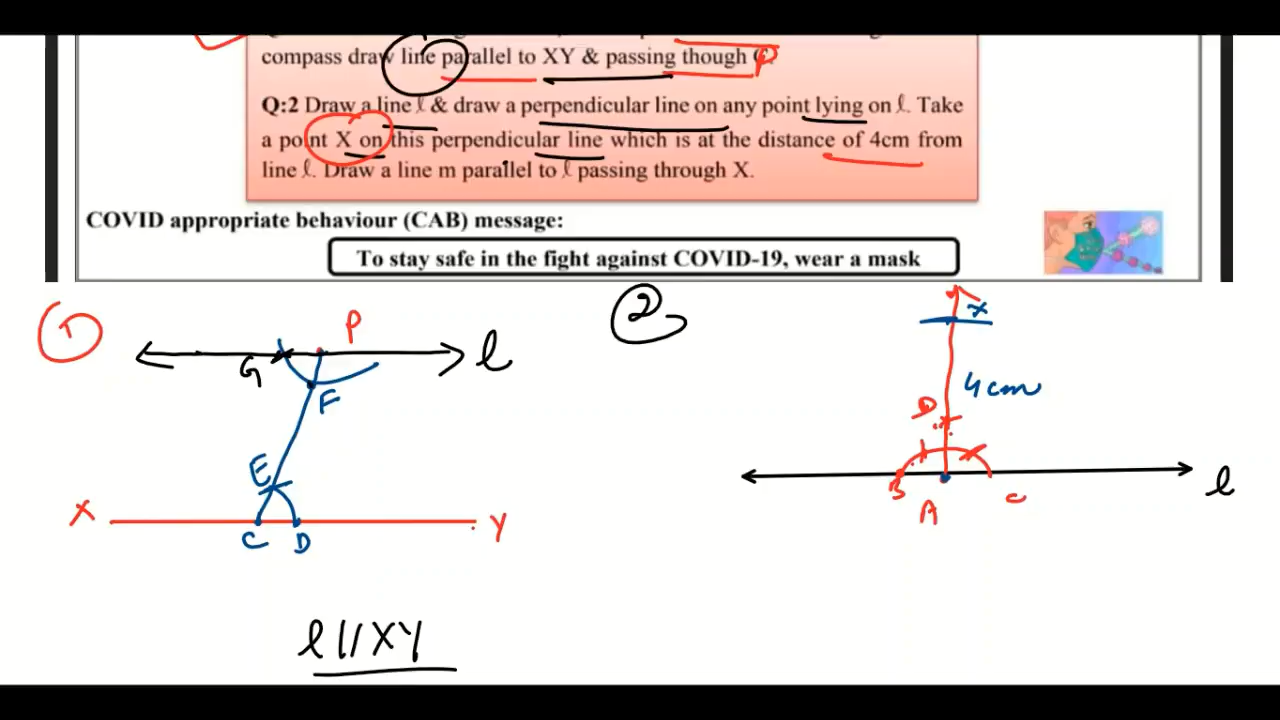 compass draw line parallel to XY & passing though P
Q:2 Draw a line ℓ & draw a perpendicular line on any point lying on ℓ. Take
a point X on this perpendicular line which is at the distance of 4cm from
line ℓ. Draw a line m parallel to ℓ passing through X.
COVID appropriate behaviour (CAB) message:
To stay safe in the fight against COVID-19, wear a mask
1
P
G
ℓ
F
E
X
C
D
Y
ℓ || XY
2
X
4cm
D
B
A
C
ℓ